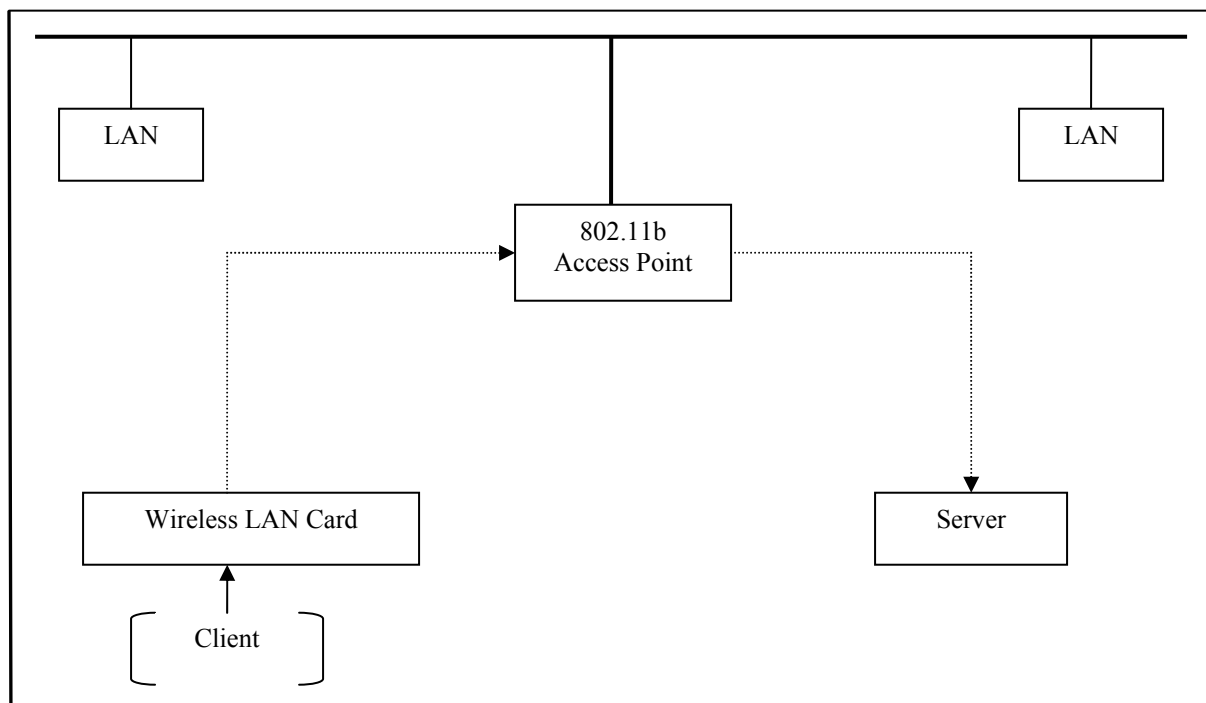 LAN
LAN
802.11b
Access Point
Wireless LAN Card
Server
Client